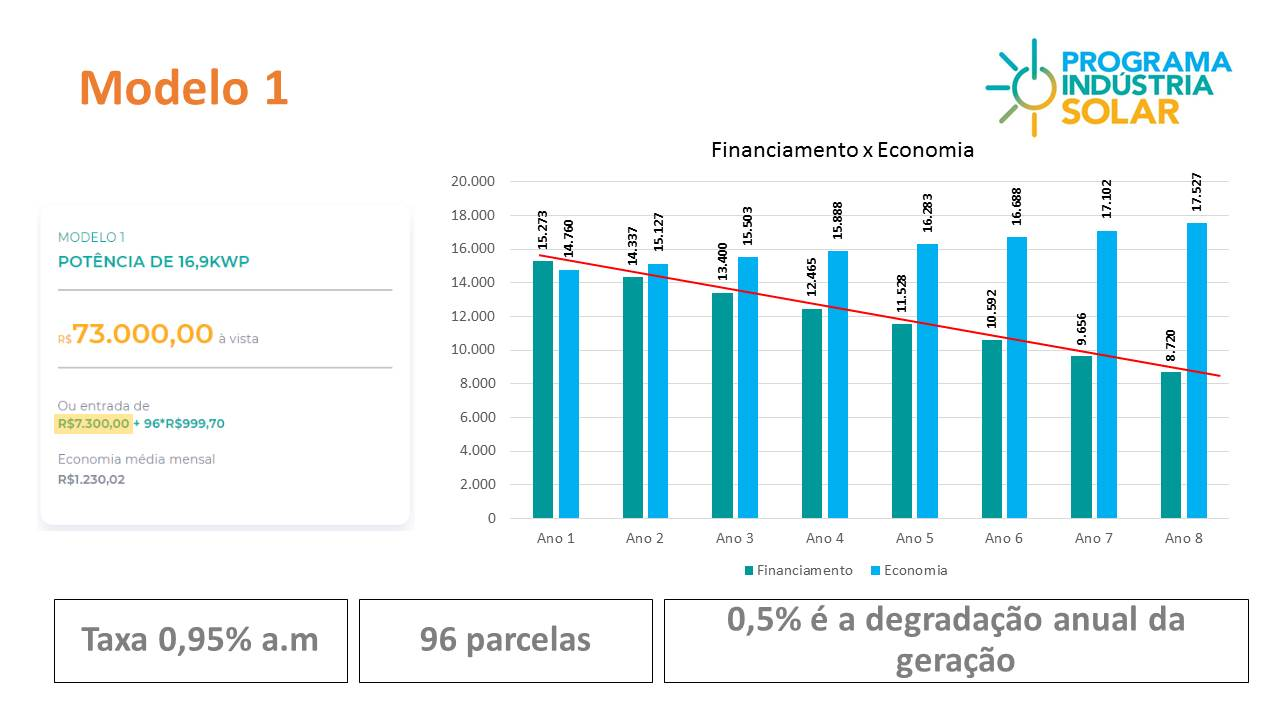 Modelo 1
PROGRAMA
INDÚSTRIA
SOLAR
MODELO 1
POTÊNCIA DE 16,9KWP
R$73.000,00 à vista
Ou entrada de
R$7.300,00 + 96*R$999,70
Economia média mensal
R$1.230,02
Financiamento x Economia
20.000
18.000
16.000
14.000
12.000
10.000
8.000
6.000
4.000
2.000
0
15.273
14.760
14.337
15.127
13.400
15.503
12.465
15.888
11.528
16.283
10.592
16.688
9.656
17.102
8.720
17.527
Ano 1 Ano 2 Ano 3 Ano 4 Ano 5 Ano 6 Ano 7 Ano 8
Financiamento Economia
Taxa 0,95% a.m
96 parcelas
0,5% é a degradação anual da
geração